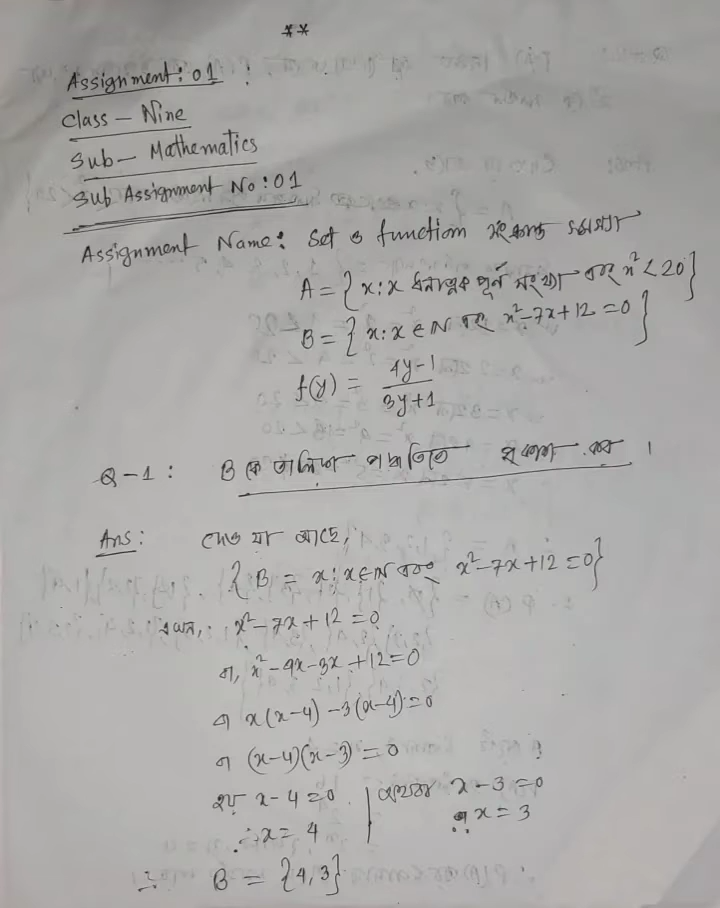 **
Assignment: 01 :
Class - Nine
Sub - Mathematics
Sub Assignment No : 01
Assignment Name: Set ও function সংক্রান্ত সমস্যা
A = {x : x ধনাত্মক পূর্ণ সংখ্যা এবং x² < 20}
B = {x : x ∈ N এবং x² - 7x + 12 = 0}
f(y) = (4y-1)/(3y+1)
Q - 1 : B কে তালিকা পদ্ধতিতে প্রকাশ কর ।
Ans : দেওয়া আছে,
{B = x : x ∈ N এবং x² - 7x + 12 = 0}
এখন, x² - 7x + 12 = 0
বা, x² - 4x - 3x + 12 = 0
বা x(x-4) - 3(x-4) = 0
বা (x-4)(x-3) = 0
হয় x - 4 = 0 | অথবা x - 3 = 0
∴ x = 4 | ∴ x = 3
∴ B = {4, 3}